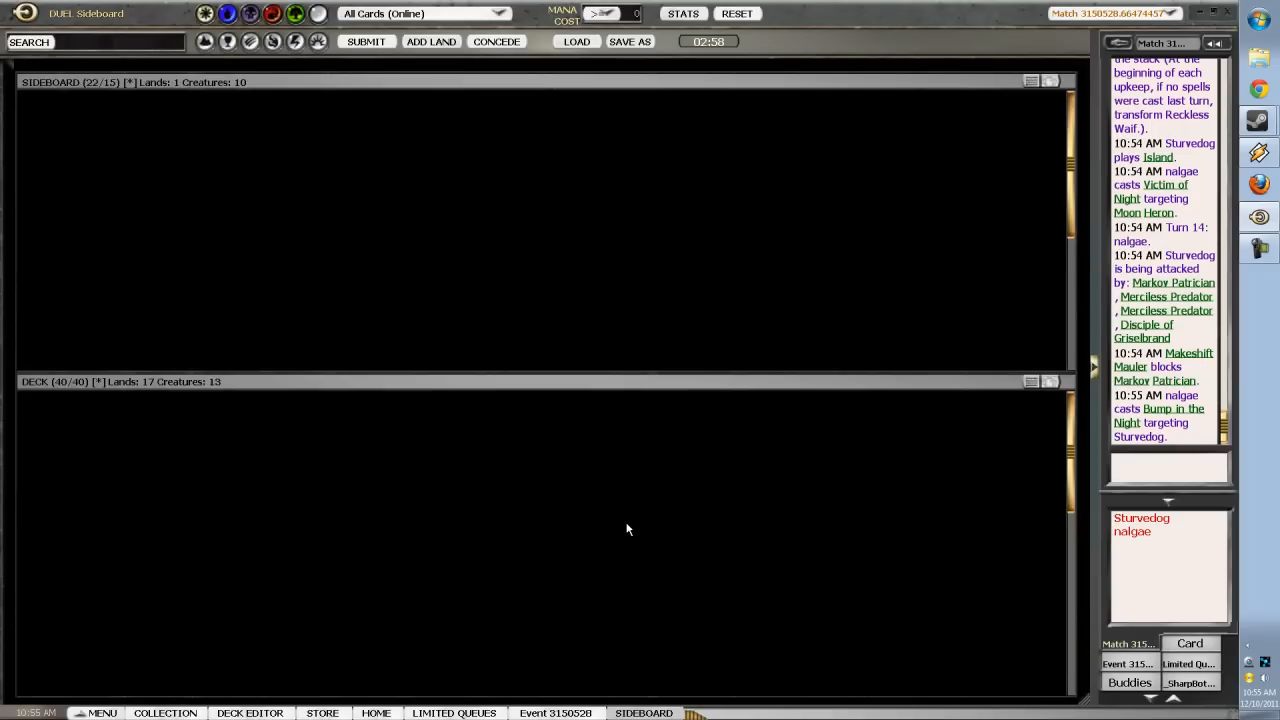 DUEL Sideboard
All Cards (Online)
MANA
COST
>=
0
STATS
RESET
Match 3150528.66474457
SEARCH
SUBMIT
ADD LAND
CONCEDE
LOAD
SAVE AS
02:58
Match 31...
SIDEBOARD (22/15) [*] Lands: 1 Creatures: 10
DECK (40/40) [*] Lands: 17 Creatures: 13
the stack (At the
beginning of each
upkeep, if no spells
were cast last turn,
transform Reckless
Waif.).
10:54 AM Sturvedog
plays Island.
10:54 AM nalgae
casts Victim of
Night targeting
Moon Heron.
10:54 AM Turn 14:
nalgae.
10:54 AM Sturvedog
is being attacked
by: Markov Patrician
, Merciless Predator
, Merciless Predator
, Disciple of
Griselbrand
10:54 AM Makeshift
Mauler blocks
Markov Patrician.
10:55 AM nalgae
casts Bump in the
Night targeting
Sturvedog.
Sturvedog
nalgae
Match 315...
Card
Event 315...
Limited Qu...
Buddies
_SharpBot...
10:55 AM
MENU
COLLECTION
DECK EDITOR
STORE
HOME
LIMITED QUEUES
Event 3150528
SIDEBOARD
10:55 AM
12/10/2011